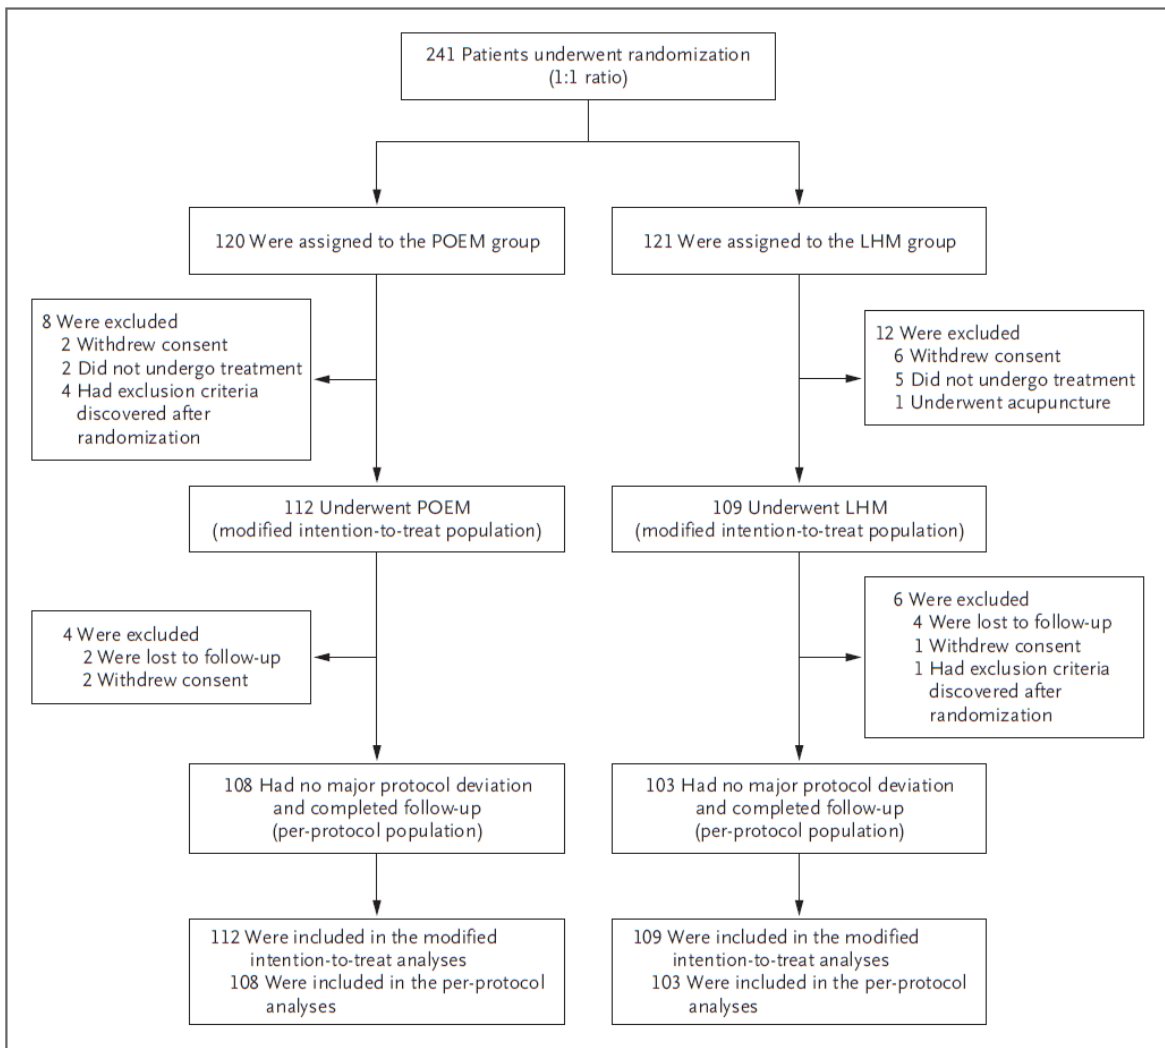 241 Patients underwent randomization
(1:1 ratio)
120 Were assigned to the POEM group
121 Were assigned to the LHM group
8 Were excluded
2 Withdrew consent
2 Did not undergo treatment
4 Had exclusion criteria
discovered after
randomization
12 Were excluded
6 Withdrew consent
5 Did not undergo treatment
1 Underwent acupuncture
112 Underwent POEM
(modified intention-to-treat population)
109 Underwent LHM
(modified intention-to-treat population)
4 Were excluded
2 Were lost to follow-up
2 Withdrew consent
6 Were excluded
4 Were lost to follow-up
1 Withdrew consent
1 Had exclusion criteria
discovered after
randomization
108 Had no major protocol deviation
and completed follow-up
(per-protocol population)
103 Had no major protocol deviation
and completed follow-up
(per-protocol population)
112 Were included in the modified
intention-to-treat analyses
108 Were included in the per-protocol
analyses
109 Were included in the modified
intention-to-treat analyses
103 Were included in the per-protocol
analyses